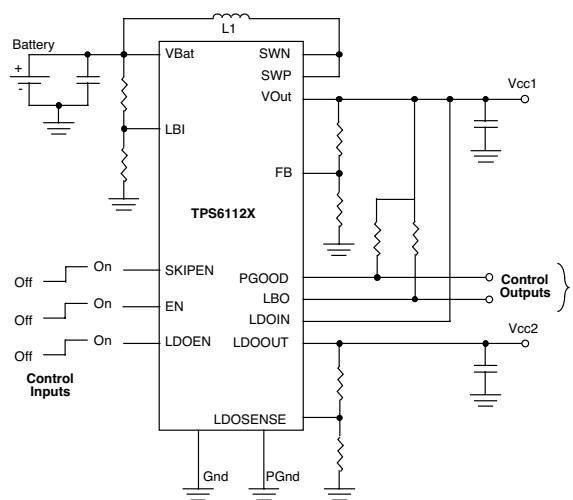 L1
Battery
+
-
VBat
SWN
SWP
VOut
Vcc1
LBI
FB
TPS6112X
Off
On
SKIPEN
PGOOD
Control
Outputs
Off
On
EN
LBO
LDOIN
Off
On
LDOEN
LDOOUT
Vcc2
Control
Inputs
LDOSENSE
Gnd
PGnd